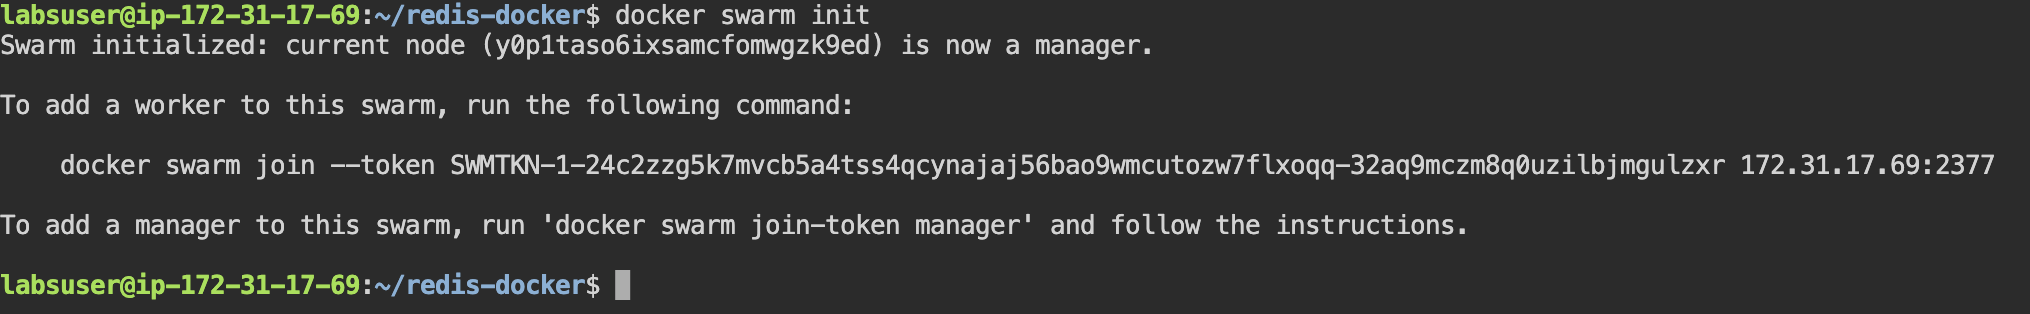 labsuser@ip-172-31-17-69:~/redis-docker$ docker swarm init
Swarm initialized: current node (y0p1taso6ixsamcfomwgzk9ed) is now a manager.
To add a worker to this swarm, run the following command:
docker swarm join --token SWMTKN-1-24c2zzg5k7mvcb5a4tss4qcynajaj56bao9wmcutozw7flxoqq-32aq9mczm8q0uzilbjmgulzxr 172.31.17.69:2377
To add a manager to this swarm, run 'docker swarm join-token manager' and follow the instructions.
labsuser@ip-172-31-17-69:~/redis-docker$